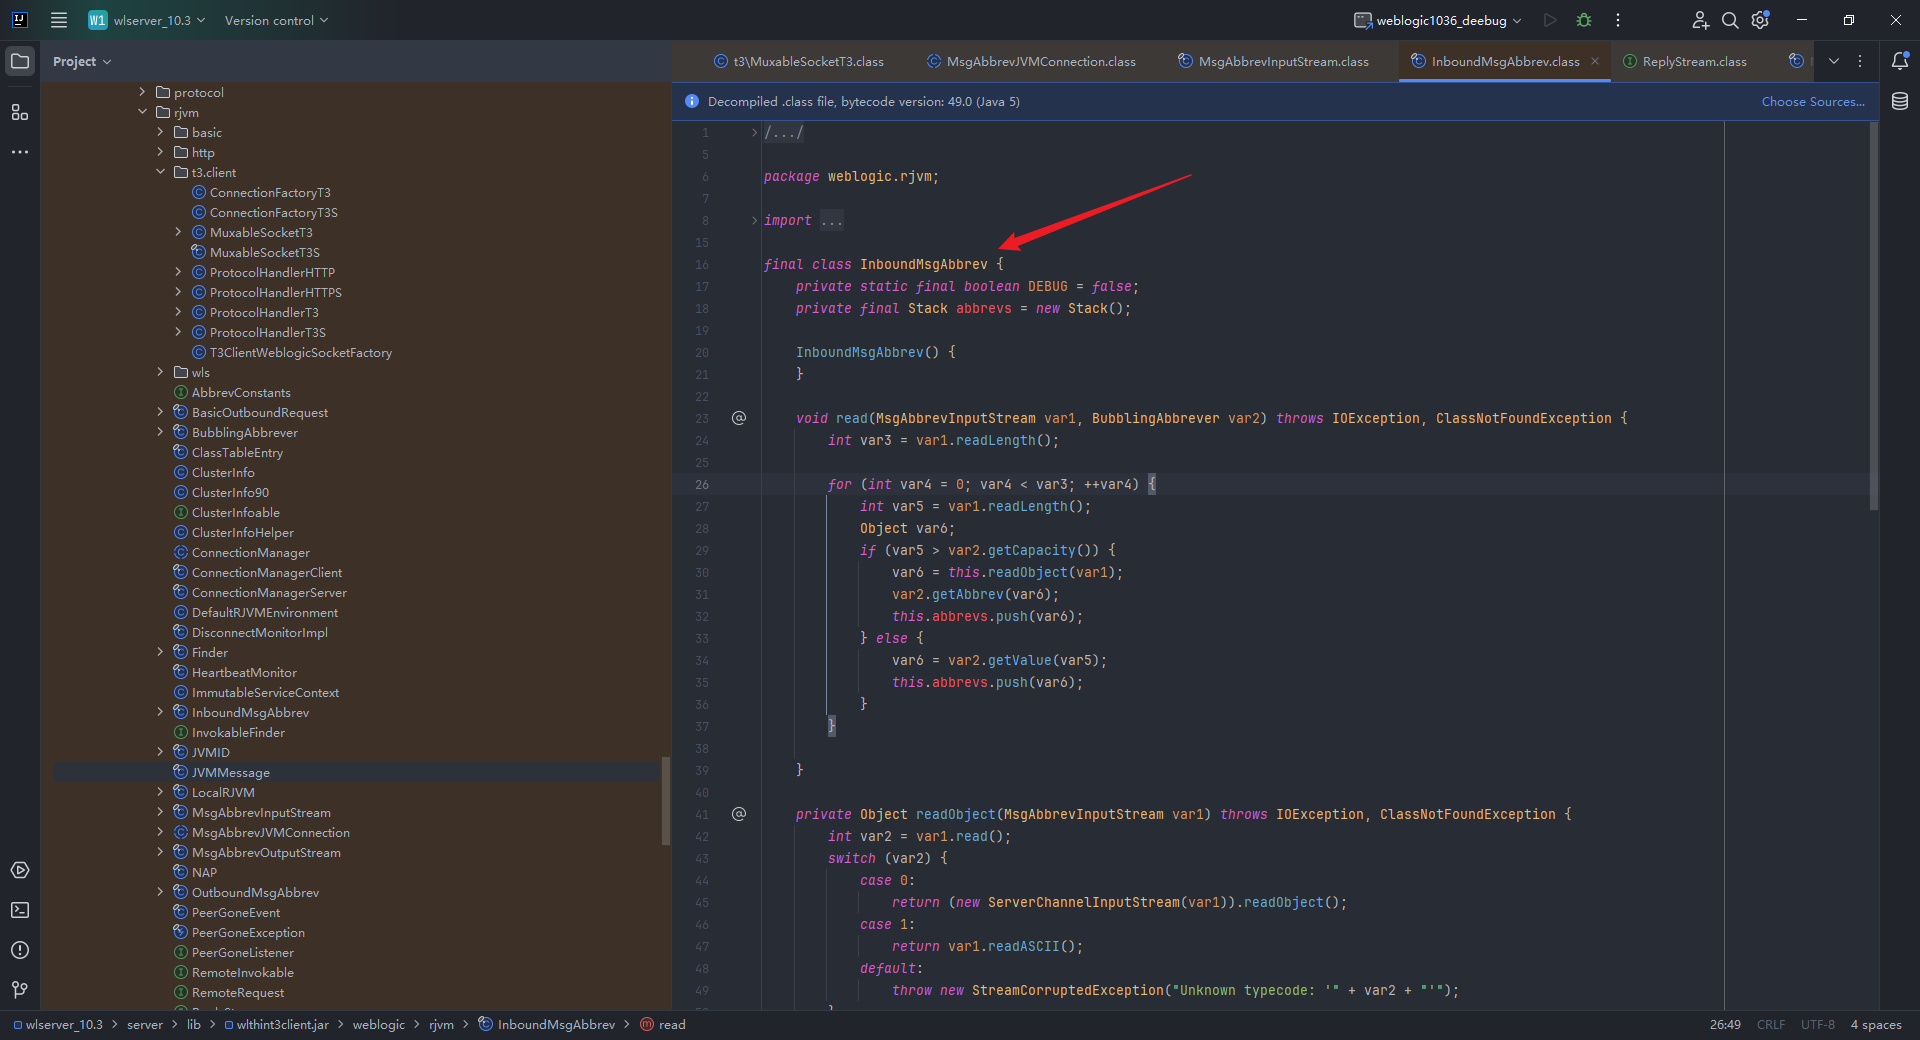 W1 wlserver_10.3 Version control weblogic1036_deebug
Project
protocol
rjvm
basic
http
t3.client
ConnectionFactoryT3
ConnectionFactoryT3S
MuxableSocketT3
MuxableSocketT3S
ProtocolHandlerHTTP
ProtocolHandlerHTTPS
ProtocolHandlerT3
ProtocolHandlerT3S
T3ClientWeblogicSocketFactory
wls
AbbrevConstants
BasicOutboundRequest
BubblingAbbrever
ClassTableEntry
ClusterInfo
ClusterInfo90
ClusterInfoable
ClusterInfoHelper
ConnectionManager
ConnectionManagerClient
ConnectionManagerServer
DefaultRJVMEnvironment
DisconnectMonitorImpl
Finder
HeartbeatMonitor
ImmutableServiceContext
InboundMsgAbbrev
InvokableFinder
JVMID
JVMMessage
LocalRJVM
MsgAbbrevInputStream
MsgAbbrevJVMConnection
MsgAbbrevOutputStream
NAP
OutboundMsgAbbrev
PeerGoneEvent
PeerGoneException
PeerGoneListener
RemoteInvokable
RemoteRequest
t3\MuxableSocketT3.class MsgAbbrevJVMConnection.class MsgAbbrevInputStream.class InboundMsgAbbrev.class ReplyStream.class
Decompiled .class file, bytecode version: 49.0 (Java 5) Choose Sources...
1 /.../
5
6 package weblogic.rjvm;
7
8 import ...
15
16 final class InboundMsgAbbrev {
17 private static final boolean DEBUG = false;
18 private final Stack abbrevs = new Stack();
19
20 InboundMsgAbbrev() {
21 }
22
23 void read(MsgAbbrevInputStream var1, BubblingAbbrever var2) throws IOException, ClassNotFoundException {
24 int var3 = var1.readLength();
25
26 for (int var4 = 0; var4 < var3; ++var4) {
27 int var5 = var1.readLength();
28 Object var6;
29 if (var5 > var2.getCapacity()) {
30 var6 = this.readObject(var1);
31 var2.getAbbrev(var6);
32 this.abbrevs.push(var6);
33 } else {
34 var6 = var2.getValue(var5);
35 this.abbrevs.push(var6);
36 }
37 }
38
39 }
40
41 private Object readObject(MsgAbbrevInputStream var1) throws IOException, ClassNotFoundException {
42 int var2 = var1.read();
43 switch (var2) {
44 case 0:
45 return (new ServerChannelInputStream(var1)).readObject();
46 case 1:
47 return var1.readASCII();
48 default:
49 throw new StreamCorruptedException("Unknown typecode: '" + var2 + "'");
wlserver_10.3 > server > lib > wlthint3client.jar > weblogic > rjvm > InboundMsgAbbrev > read 26:49 CRLF UTF-8 4 spaces